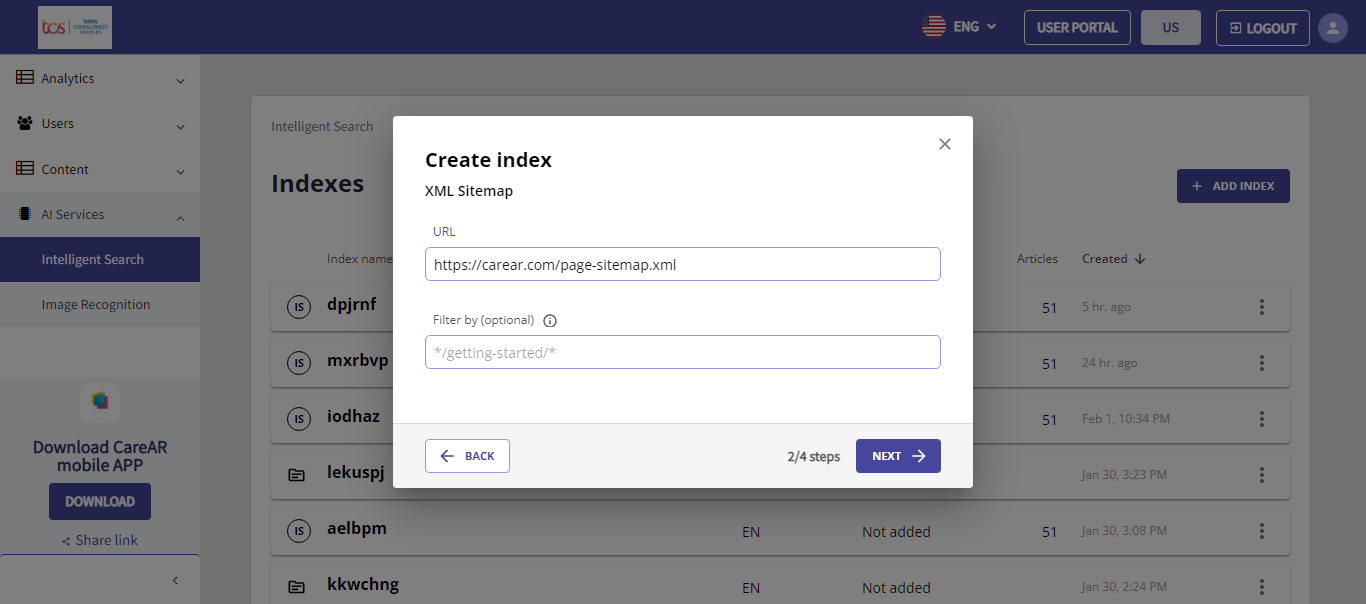 tcs TATA CONSULTANCY SERVICES
ENG
USER PORTAL
US
LOGOUT
Analytics
Users
Content
AI Services
Intelligent Search
Image Recognition
Download CareAR
mobile APP
DOWNLOAD
Share link
Intelligent Search
Indexes
+ ADD INDEX
Index name
Articles
Created
IS dpjrnf 51 5 hr. ago
IS mxrbvp 51 24 hr. ago
IS iodhaz 51 Feb 1, 10:34 PM
lekuspj Jan 30, 3:23 PM
IS aelbpm EN Not added 51 Jan 30, 3:08 PM
kkwchng EN Not added Jan 30, 2:24 PM
Create index
XML Sitemap
URL
https://carear.com/page-sitemap.xml
Filter by (optional)
*/getting-started/*
BACK
2/4 steps
NEXT